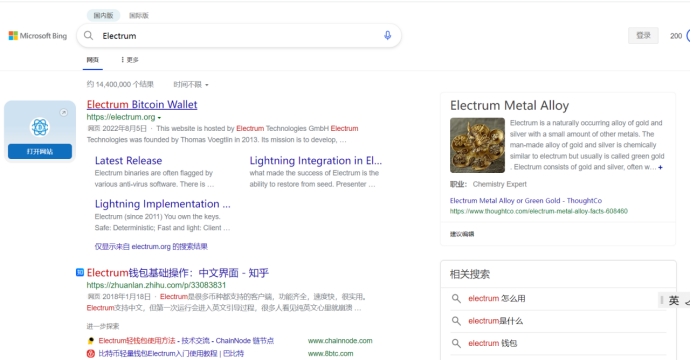 国内版 国际版
Microsoft Bing
Electrum
登录 200
网页 更多
约 14,400,000 个结果 时间不限
Electrum Bitcoin Wallet
https://electrum.org
网页 2022年8月5日 · This website is hosted by Electrum Technologies GmbH Electrum
Technologies was founded by Thomas Voegtlin in 2013. Its mission is to develop, …
打开网站
Latest Release
Electrum binaries are often flagged by
various anti-virus software. There is …
Lightning Integration in El...
what made the success of Electrum is the
ability to restore from seed. Presenter …
Lightning Implementation ...
Electrum (since 2011) You own the keys.
Safe: Deterministic; Fast and light: Client …
仅显示来自 electrum.org 的搜索结果
Electrum钱包基础操作：中文界面 - 知乎
https://zhuanlan.zhihu.com/p/33083831
网页 2018年1月18日 · Electrum是很多币种都支持的客户端，功能齐全，速度快，很实用。
Electrum支持中文，但第一次运行会进入英文引导过程，很多人看见纯英文心里就崩溃 …
进一步探索
Electrum轻钱包使用方法 - 技术交流 - ChainNode 链节点 www.chainnode.com
比特币轻量钱包Electrum入门使用教程 | 巴比特 www.8btc.com
Electrum Metal Alloy
Electrum is a naturally occurring alloy of gold and
silver with a small amount of other metals. The
man-made alloy of gold and silver is chemically
similar to electrum but usually is called green gold
. Electrum consists of gold and silver, often w… +
职业： Chemistry Expert
Electrum Metal Alloy or Green Gold - ThoughtCo
https://www.thoughtco.com/electrum-metal-alloy-facts-608460
建议编辑
相关搜索
electrum 怎么用
electrum是什么
electrum 钱包
英